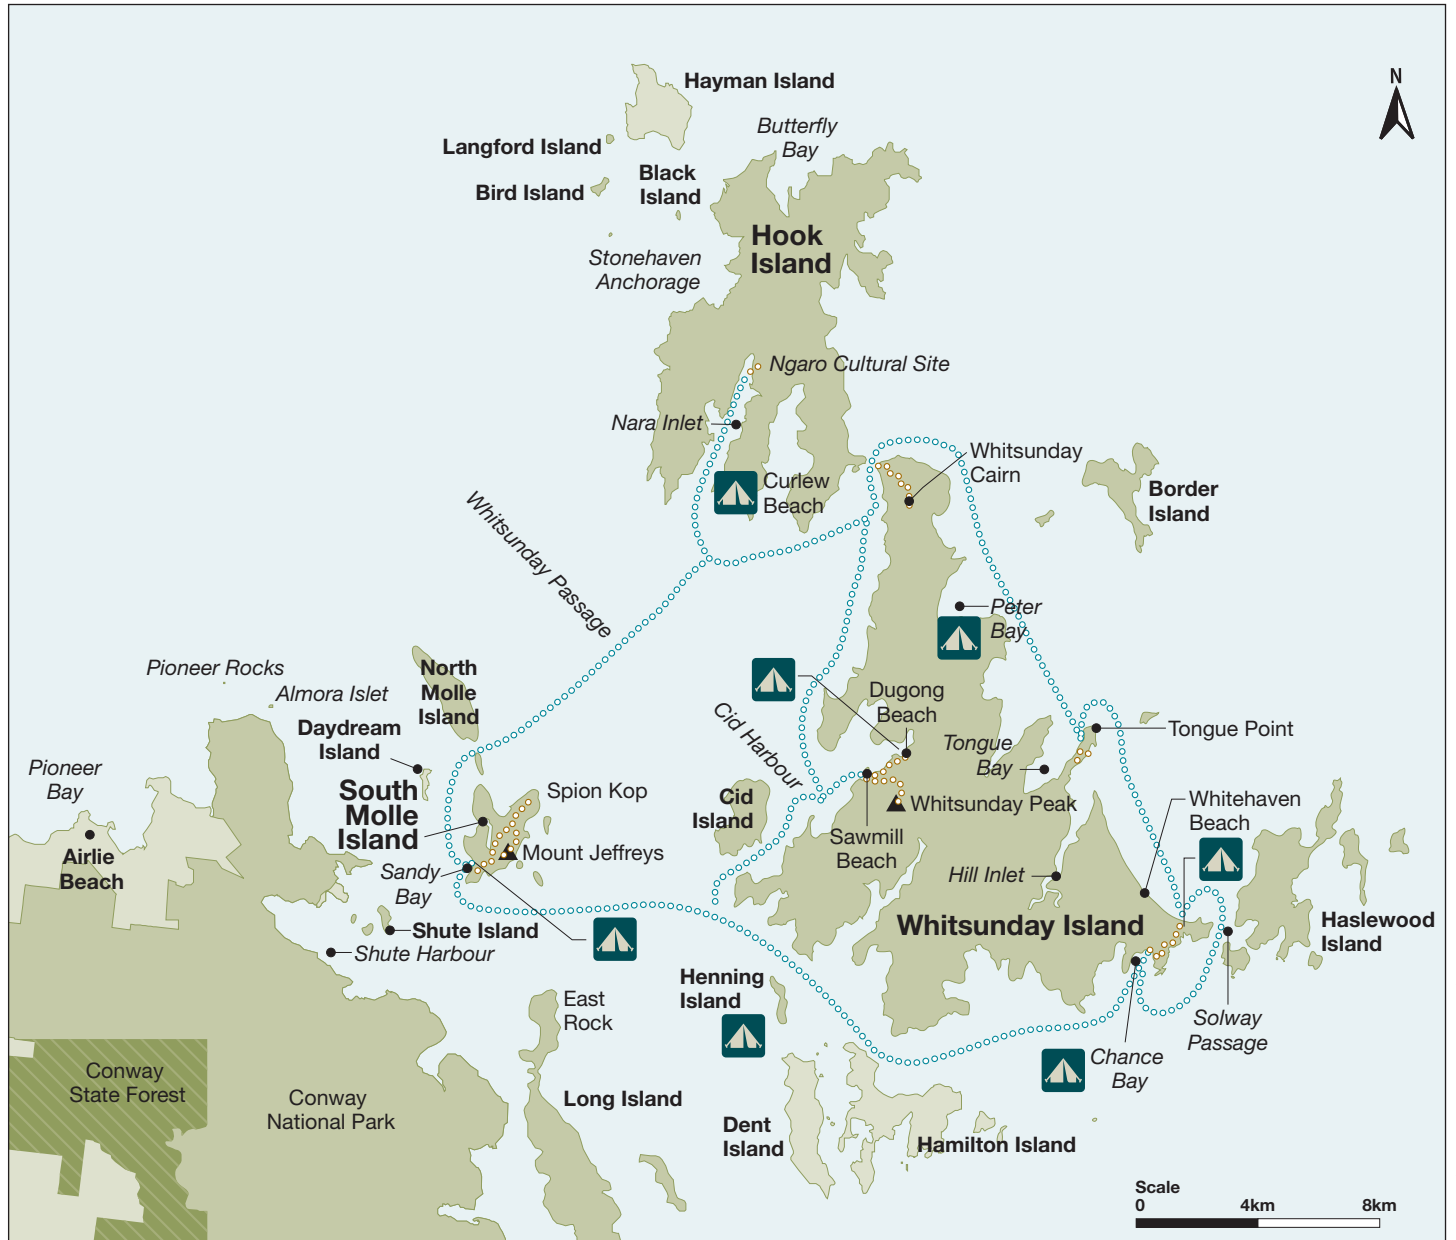 N
Hayman Island
Butterfly
Bay
Langford Island
Black
Island
Bird Island
Hook
Island
Stonehaven
Anchorage
Ngaro Cultural Site
Nara Inlet
Whitsunday
Cairn
Curlew
Beach
Border
Island
Whitsunday Passage
Peter
Bay
Pioneer Rocks
North
Molle
Island
Almora Islet
Dugong
Beach
Daydream
Island
Cid Harbour
Tongue
Bay
Tongue Point
Pioneer
Bay
South
Molle
Island
Spion Kop
Cid
Island
Whitsunday Peak
Whitehaven
Beach
Airlie
Beach
Mount Jeffreys
Sawmill
Beach
Sandy
Bay
Hill Inlet
Shute Island
Whitsunday Island
Haslewood
Island
Shute Harbour
Henning
Island
East
Rock
Solway
Passage
Chance
Bay
Conway
State Forest
Conway
National Park
Long Island
Dent
Island
Hamilton Island
Scale
0 4km 8km